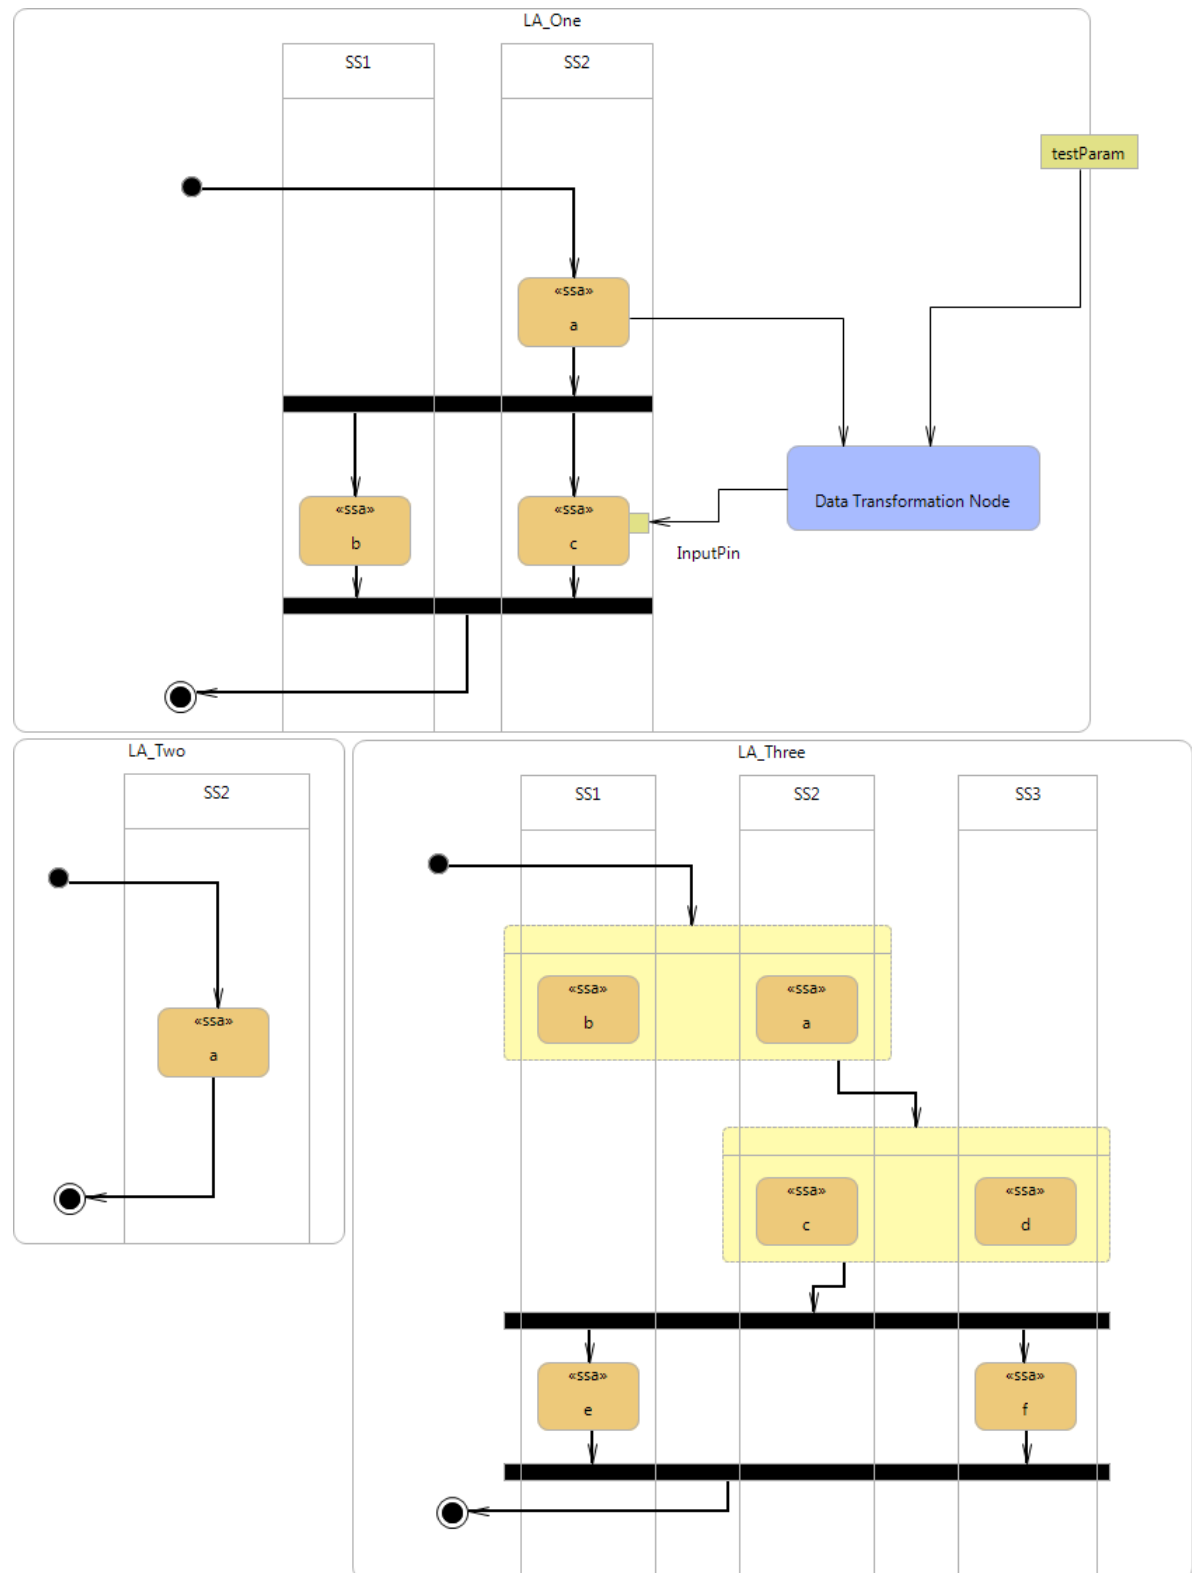 LA_One
SS1 SS2
testParam
«ssa»
a
Data Transformation Node
«ssa» «ssa»
b c
InputPin
LA_Two
SS2
«ssa»
a
LA_Three
SS1 SS2 SS3
«ssa» «ssa»
b a
«ssa» «ssa»
c d
«ssa» «ssa»
e f